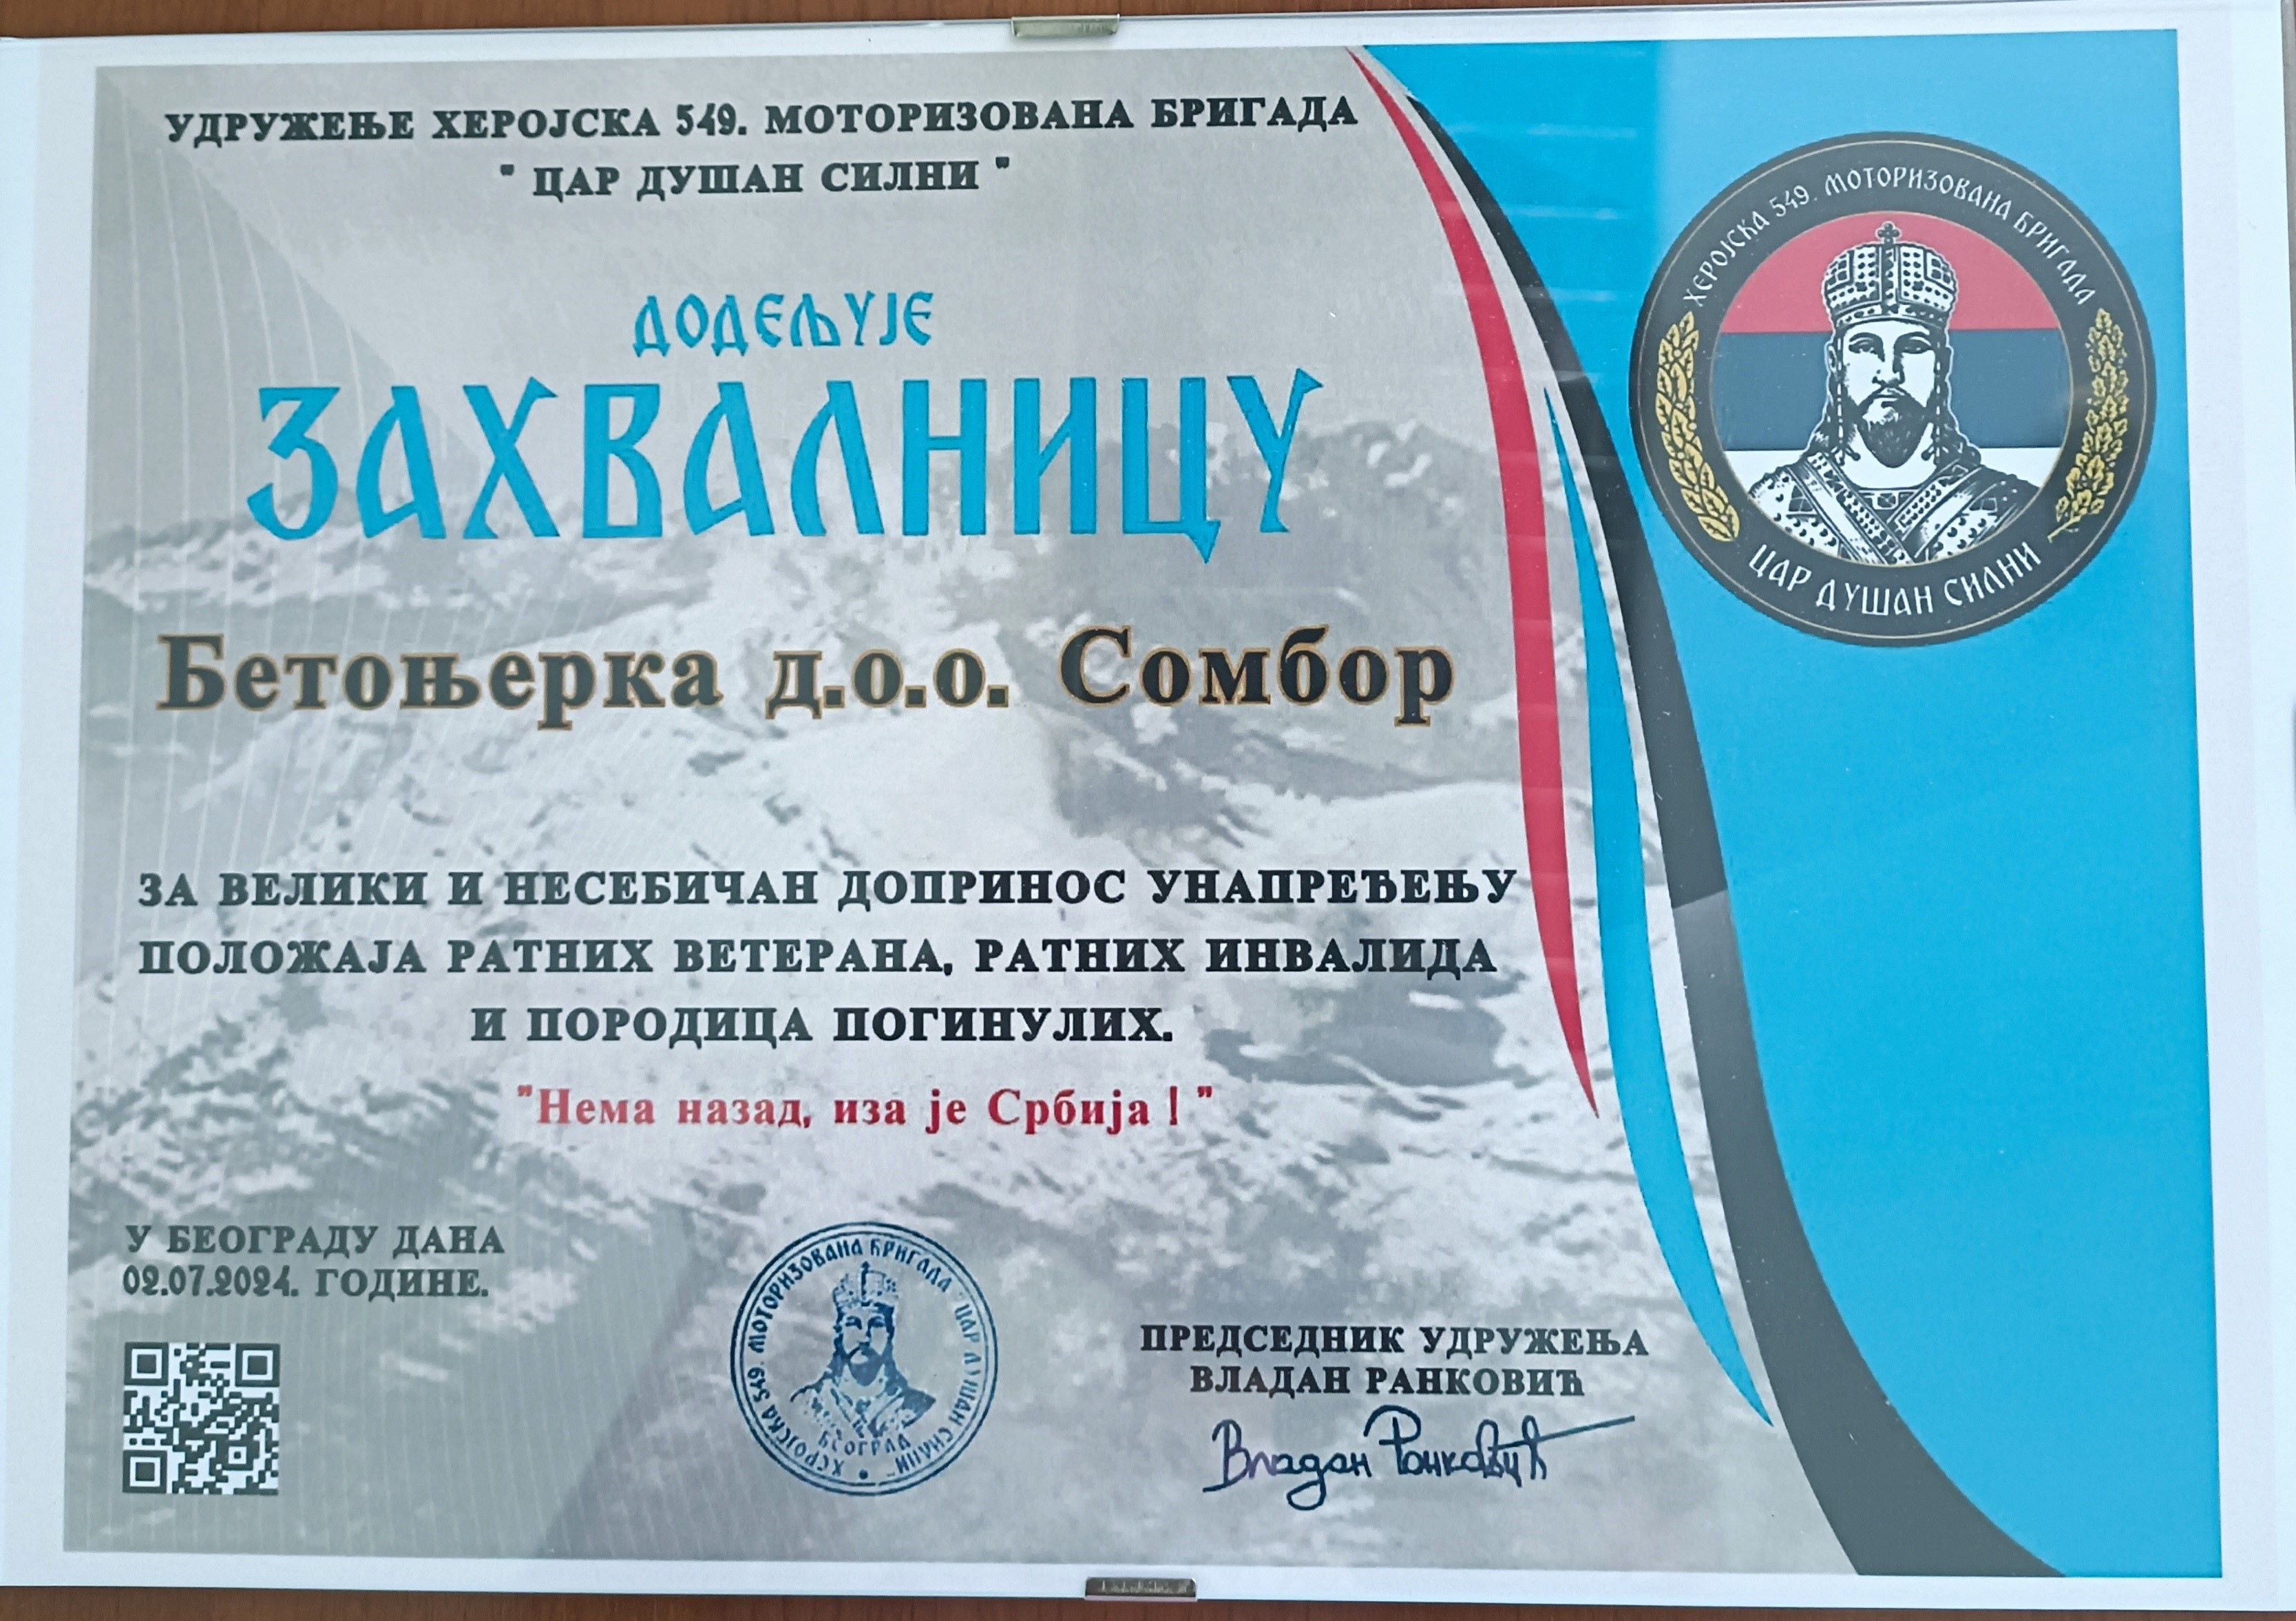 УДРУЖЕЊЕ ХЕРОЈСКА 549. МОТОРИЗОВАНА БРИГАДА
" ЦАР ДУШАН СИЛНИ "
ХЕРОЈСКА 549. МОТОРИЗОВАНА БРИГАДА
ЦАР ДУШАН СИЛНИ
ДОДЕЉУЈЕ
ЗАХВАЛНИЦУ
Бетоњерка д.о.о. Сомбор
ЗА ВЕЛИКИ И НЕСЕБИЧАН ДОПРИНОС УНАПРЕЂЕЊУ
ПОЛОЖАЈА РАТНИХ ВЕТЕРАНА, РАТНИХ ИНВАЛИДА
И ПОРОДИЦА ПОГИНУЛИХ.
"Нема назад, иза је Србија ! "
У БЕОГРАДУ ДАНА
02.07.2024. ГОДИНЕ.
ХЕРОЈСКА 549. МОТОРИЗОВАНА БРИГАДА "ЦАР ДУШАН СИЛНИ"
БЕОГРАД
ПРЕДСЕДНИК УДРУЖЕЊА
ВЛАДАН РАНКОВИЋ
Владан Ранковић